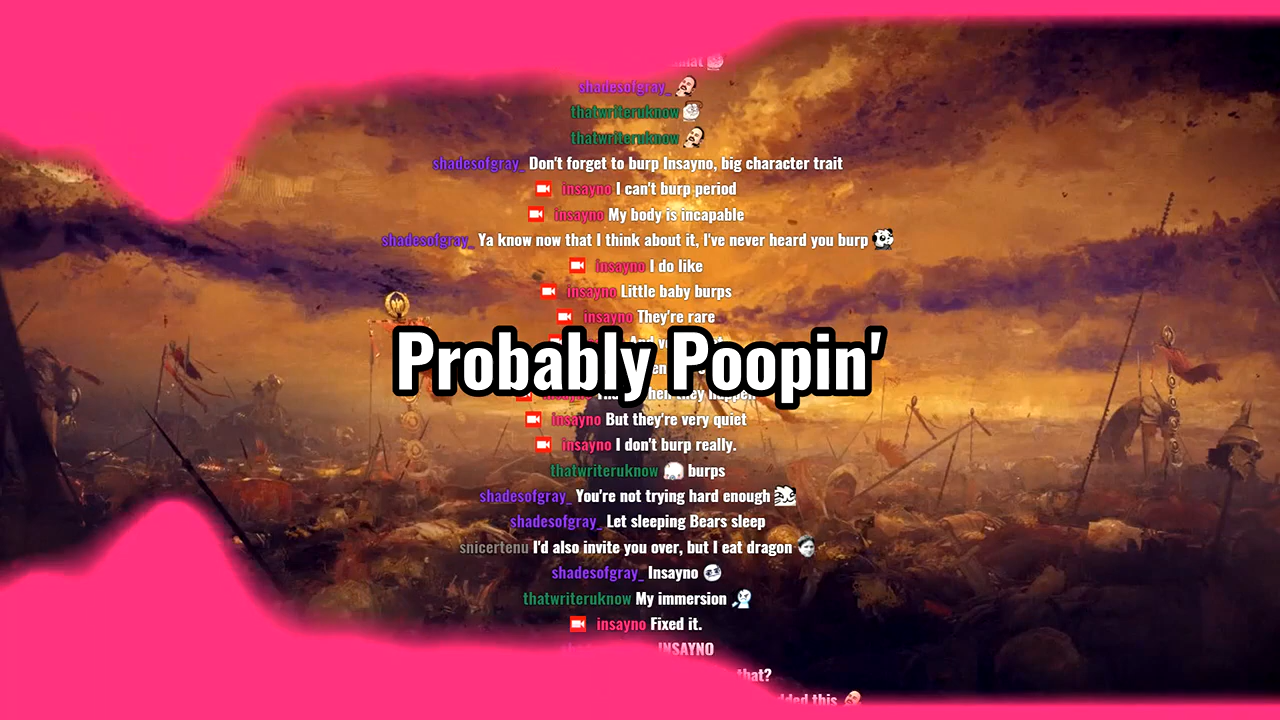 shadesofgray_
thatwriteruknow
thatwriteruknow
shadesofgray_ Don't forget to burp Insayno, big character trait
insayno I can't burp period
insayno My body is incapable
shadesofgray_ Ya know now that I think about it, I've never heard you burp
insayno I do like
insayno Little baby burps
insayno They're rare
Probably Poopin'
insayno But they're very quiet
insayno I don't burp really.
thatwriteruknow burps
shadesofgray_ You're not trying hard enough
shadesofgray_ Let sleeping Bears sleep
snicertenu I'd also invite you over, but I eat dragon
shadesofgray_ Insayno
thatwriteruknow My immersion
insayno Fixed it.
INSAYNO
that?
this